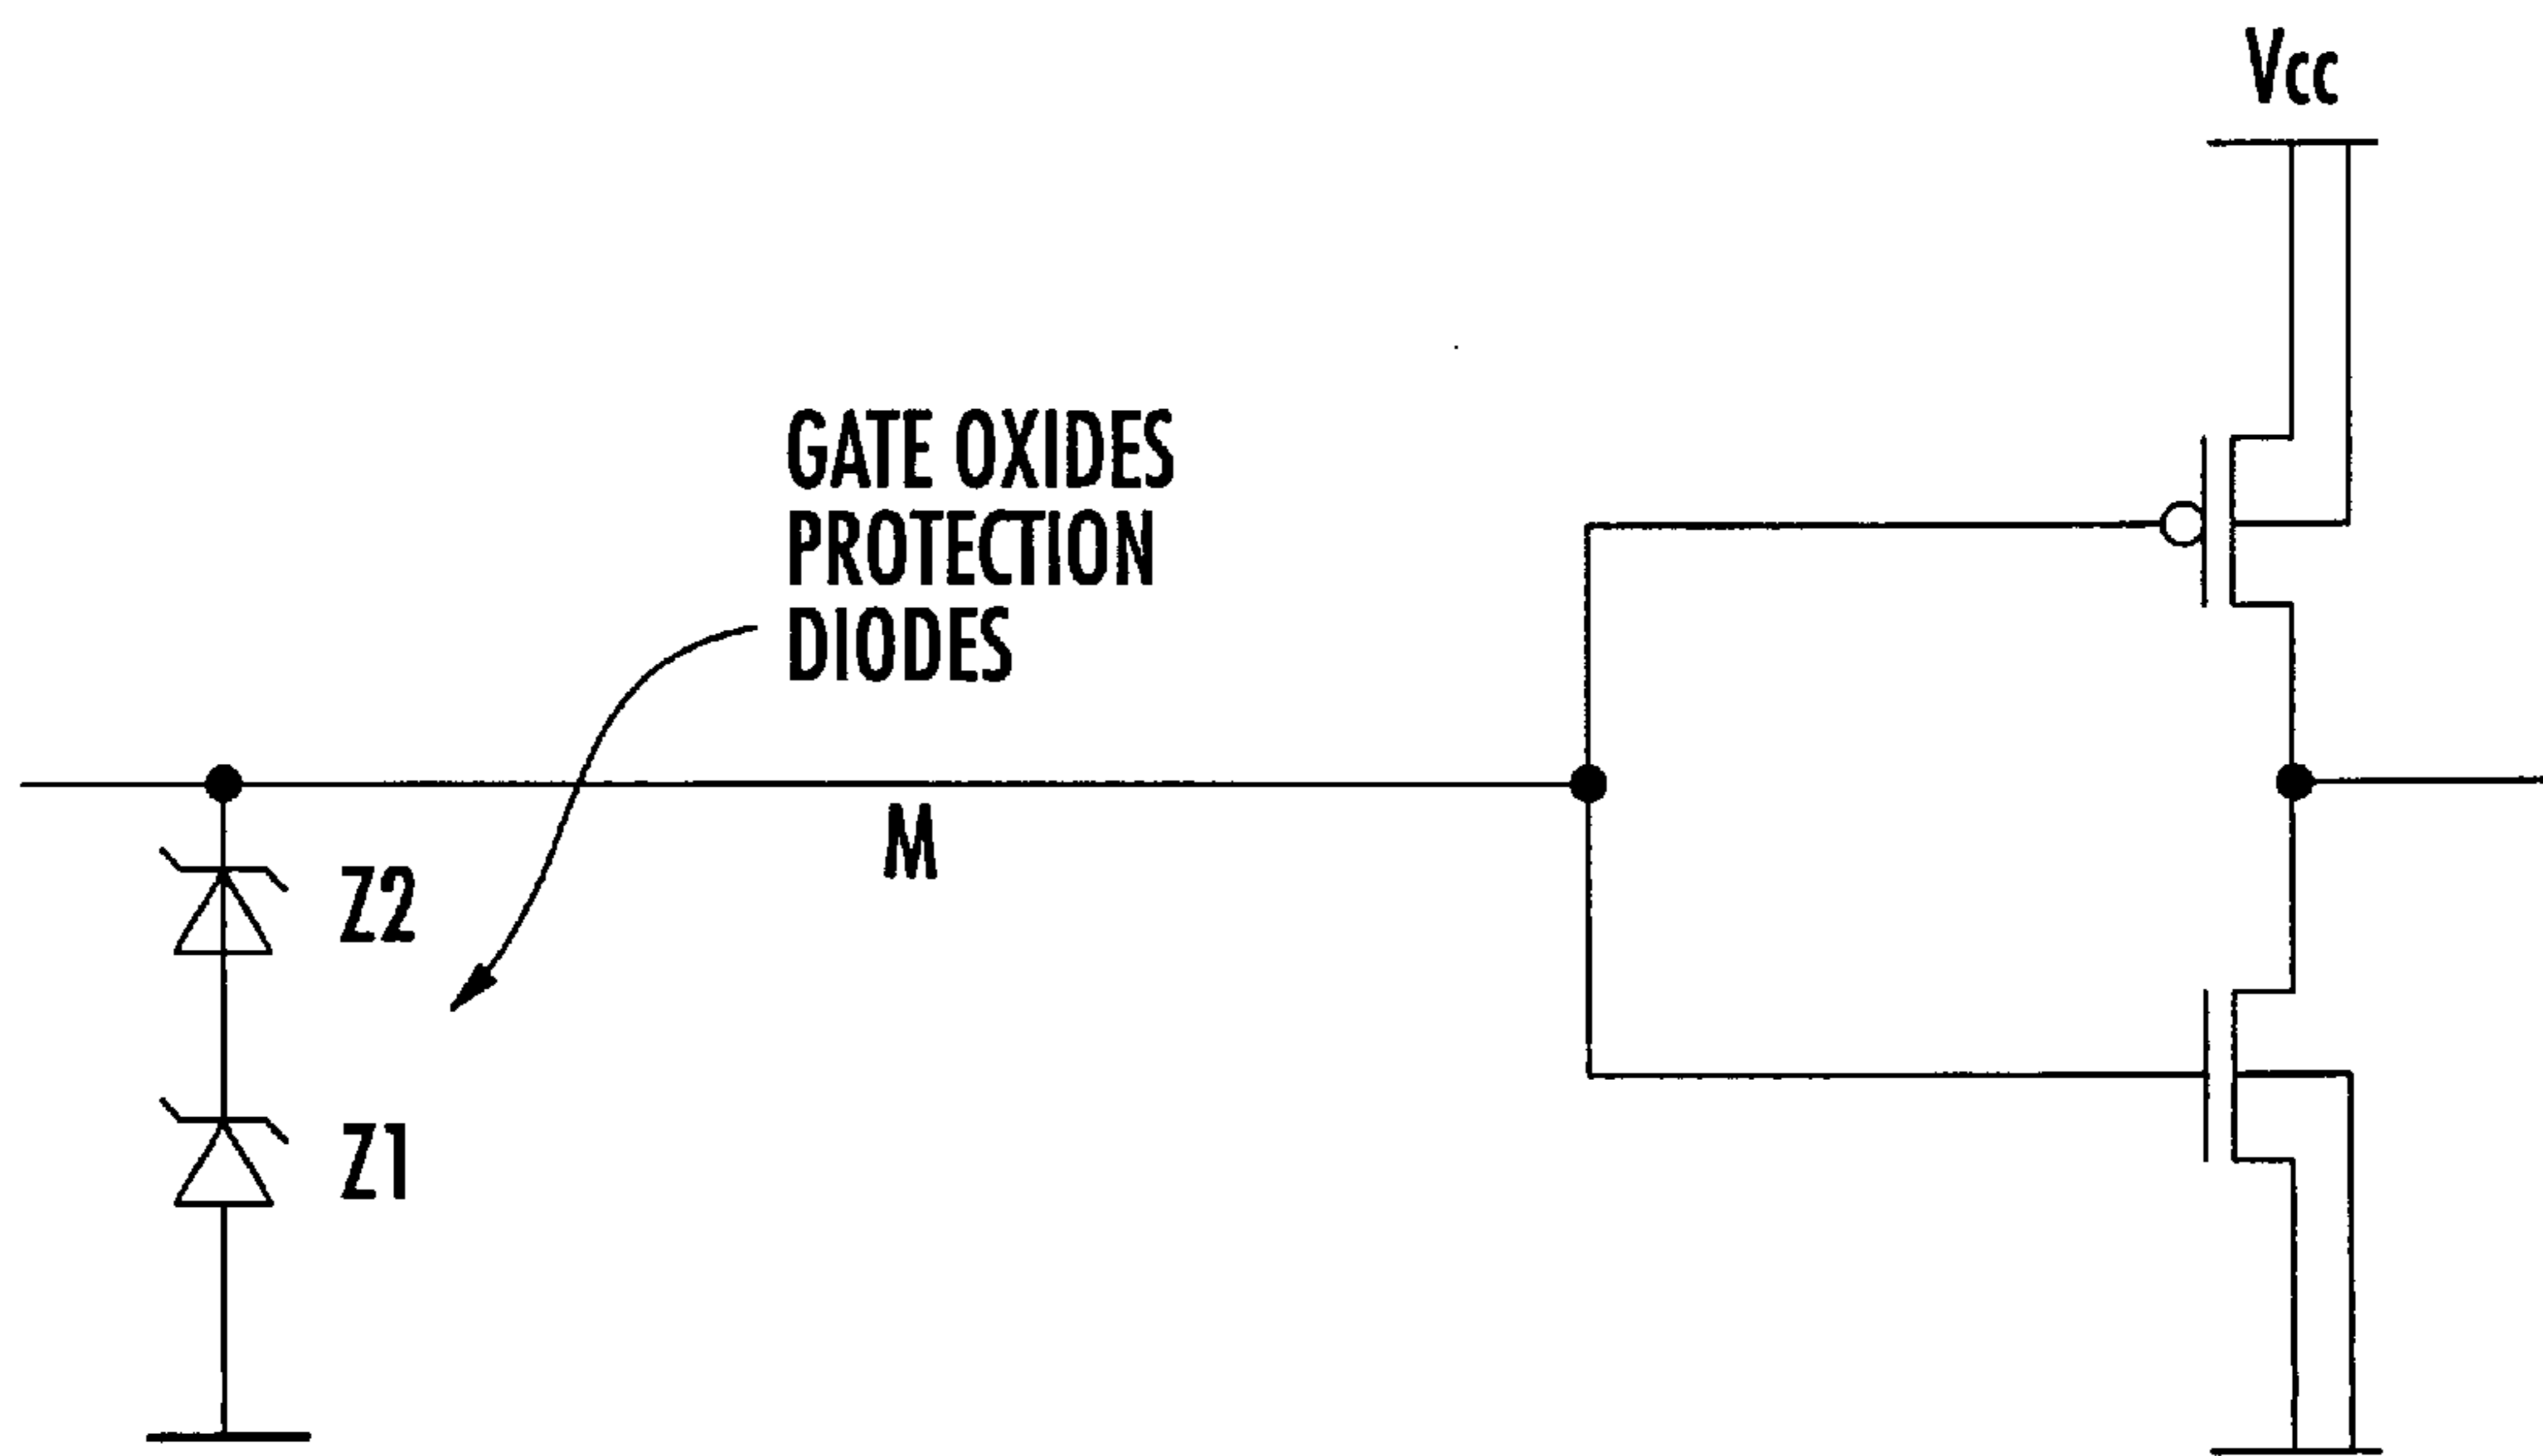 Vcc
GATE OXIDES
PROTECTION
DIODES
M
Z2
Z1